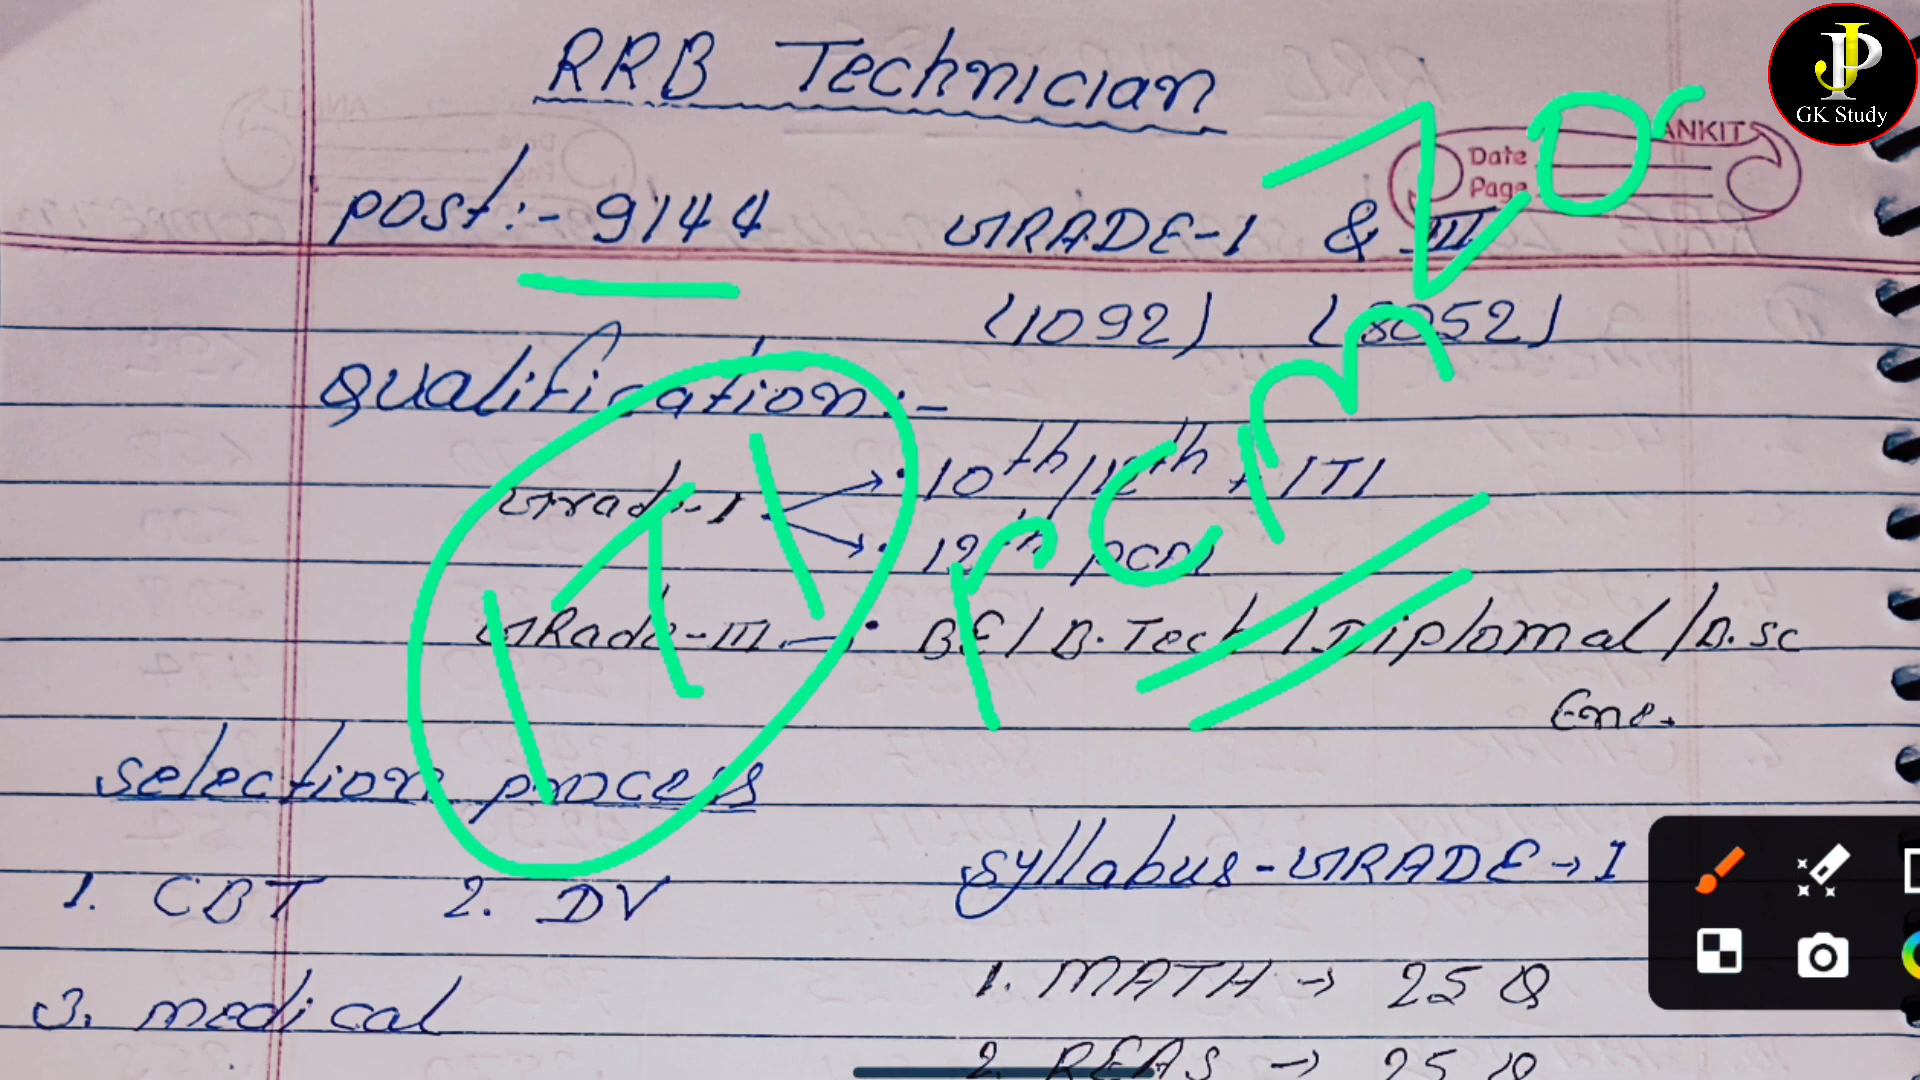 RRB Technician
JP
GK Study
ANKIT
Date
Page
post:- 9144 GRADE-I & III
(1092) (8052)
Qualification:-
Grade-I → • 10th/12th + ITI
→ • 12th pcm
GRade-III → • BE/B.Tech/Diplomal/B.sc
ITI
pcm
selection process
1. CBT 2. DV
3. medical
syllabus - GRADE → I
1. MATH → 25 Q
2. REAS → 25 Q